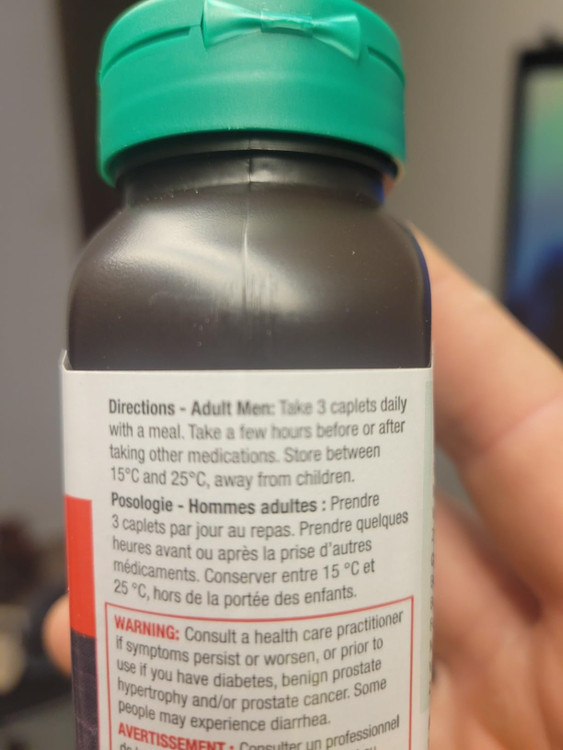 Directions - Adult Men: Take 3 caplets daily
with a meal. Take a few hours before or after
taking other medications. Store between
15°C and 25°C, away from children.
Posologie - Hommes adultes : Prendre
3 caplets par jour au repas. Prendre quelques
heures avant ou après la prise d'autres
médicaments. Conserver entre 15 °C et
25 °C, hors de la portée des enfants.
WARNING: Consult a health care practitioner
if symptoms persist or worsen, or prior to
use if you have diabetes, benign prostate
hypertrophy and/or prostate cancer. Some
people may experience diarrhea.
AVERTISSEMENT : Consulter un professionnel